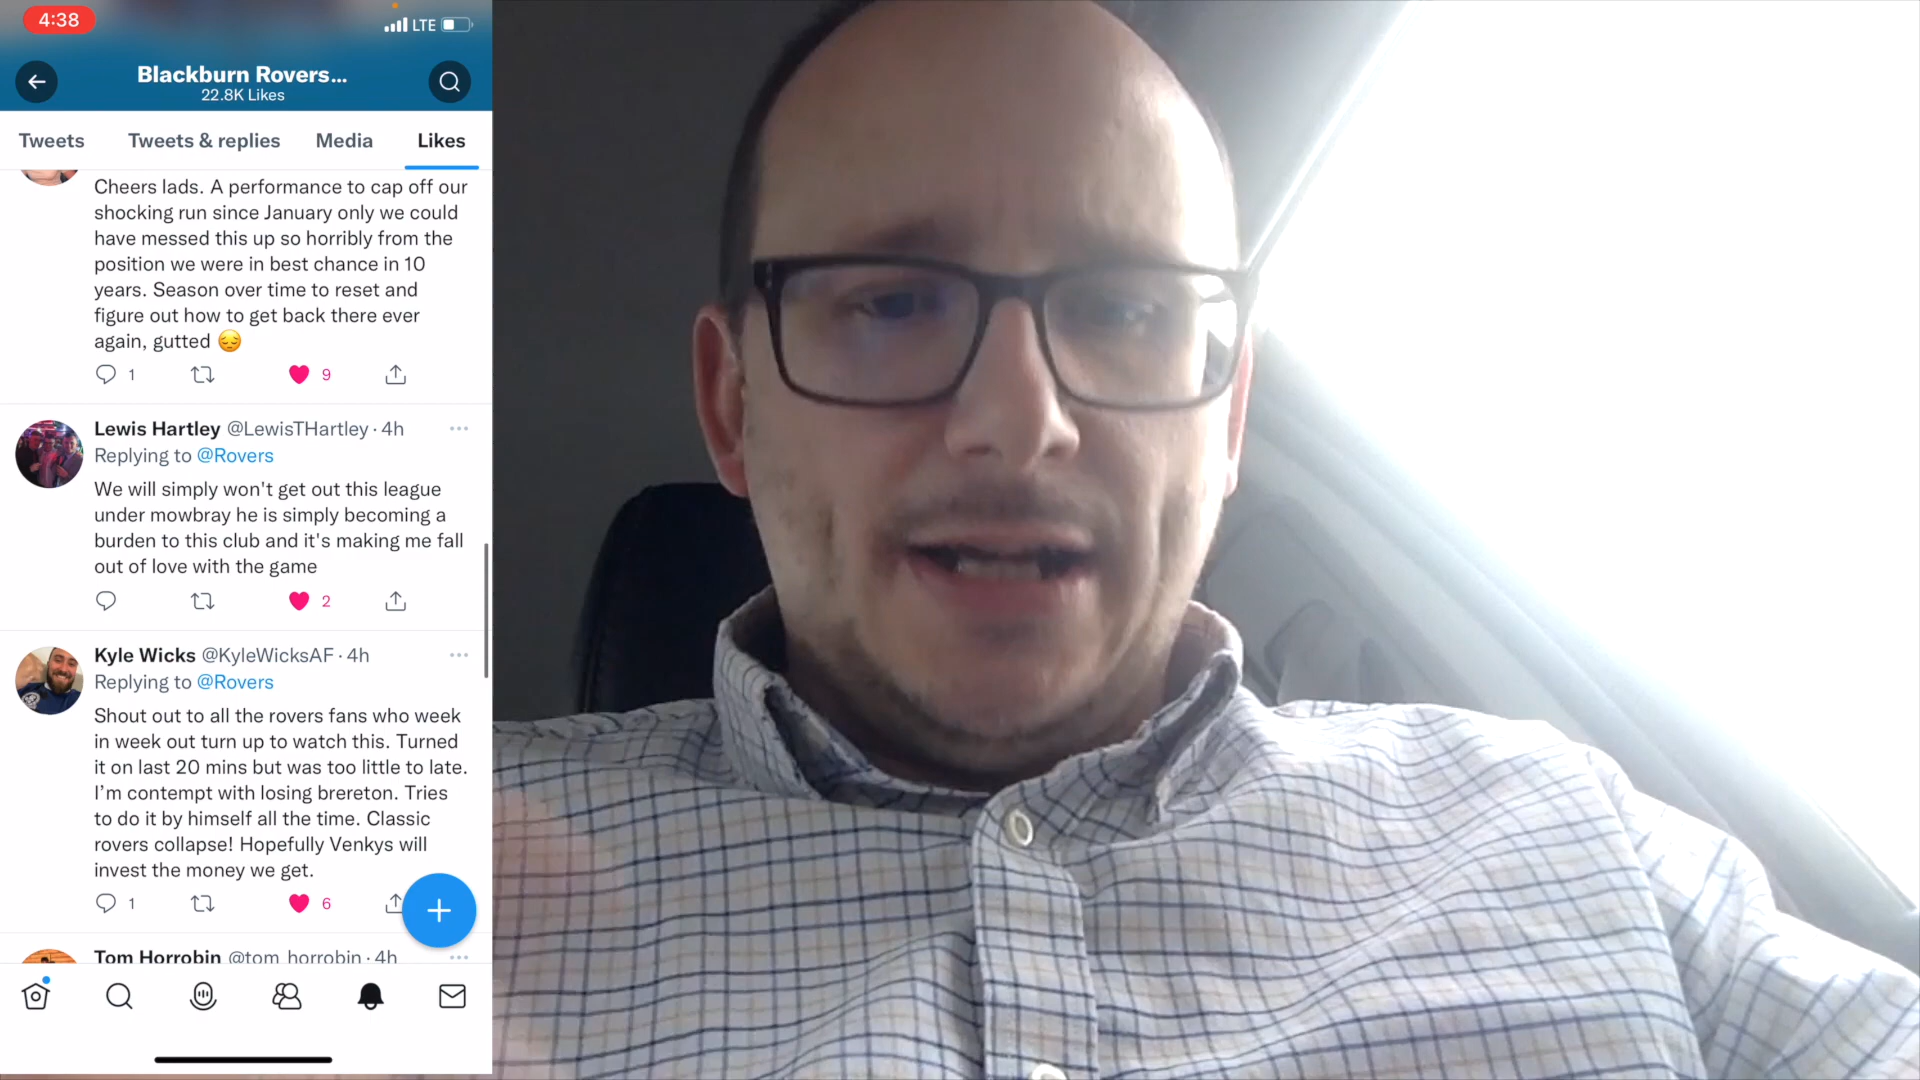 4:38
LTE
Blackburn Rovers...
22.8K Likes
Tweets
Tweets & replies
Media
Likes
Cheers lads. A performance to cap off our
shocking run since January only we could
have messed this up so horribly from the
position we were in best chance in 10
years. Season over time to reset and
figure out how to get back there ever
again, gutted 😔
1
9
Lewis Hartley @LewisTHartley · 4h
Replying to @Rovers
We will simply won't get out this league
under mowbray he is simply becoming a
burden to this club and it's making me fall
out of love with the game
2
Kyle Wicks @KyleWicksAF · 4h
Replying to @Rovers
Shout out to all the rovers fans who week
in week out turn up to watch this. Turned
it on last 20 mins but was too little to late.
I’m contempt with losing brereton. Tries
to do it by himself all the time. Classic
rovers collapse! Hopefully Venkys will
invest the money we get.
1
6
Tom Horrobin @tom_horrobin · 4h